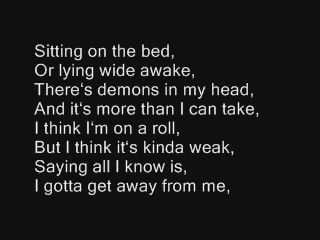 Sitting on the bed,
Or lying wide awake,
There‘s demons in my head,
And it‘s more than I can take,
I think I‘m on a roll,
But I think it‘s kinda weak,
Saying all I know is,
I gotta get away from me,